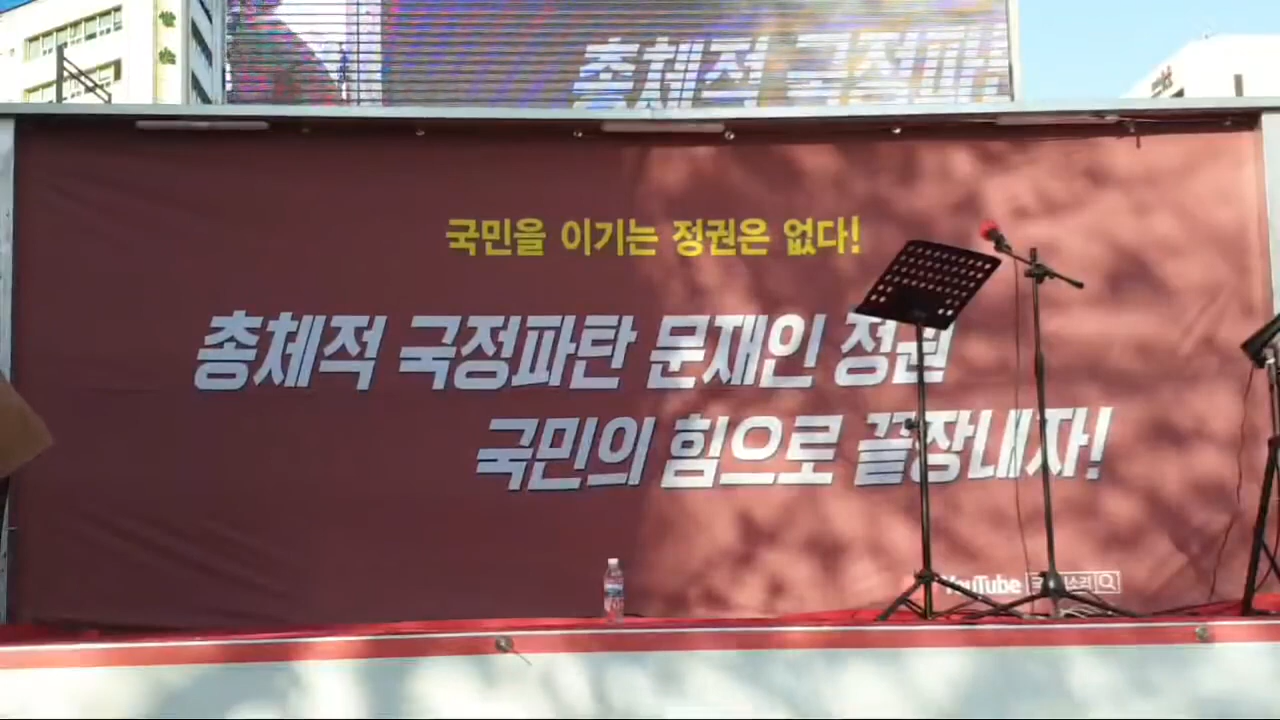 총체적 국정파
국민을 이기는 정권은 없다!
총체적 국정파탄 문재인 정권
국민의 힘으로 끝장내자!
YouTube